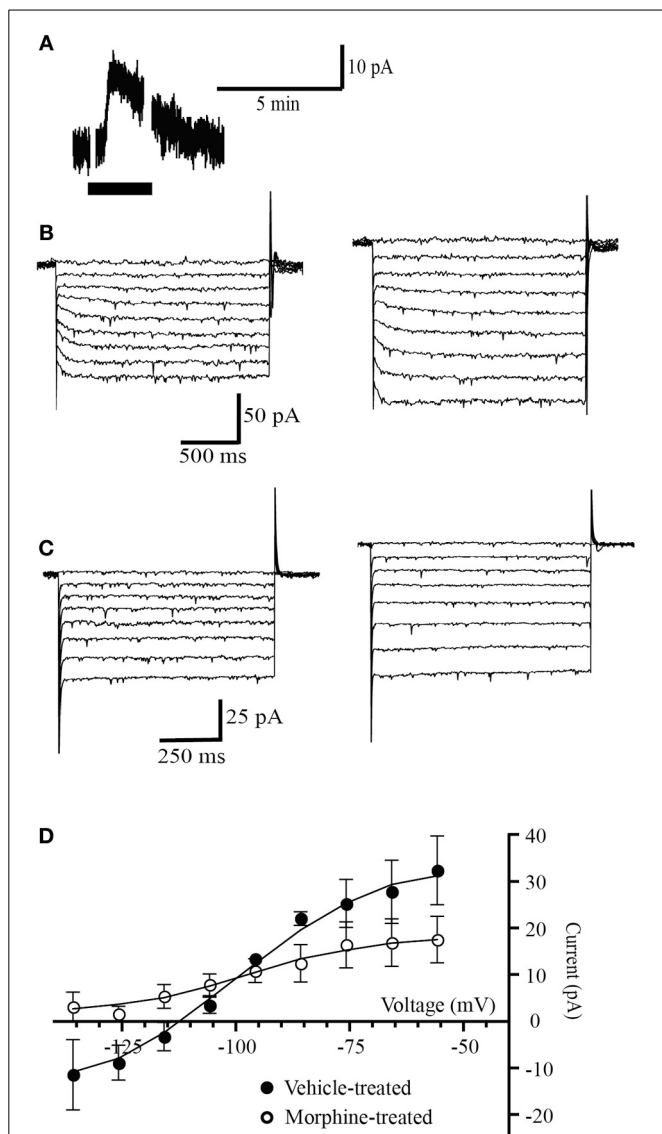 A
10 pA
5 min
B
50 pA
500 ms
C
25 pA
250 ms
D
40
30
20
10
0
-10
-20
Current (pA)
Voltage (mV)
-125
-100
-75
-50
Vehicle-treated
Morphine-treated